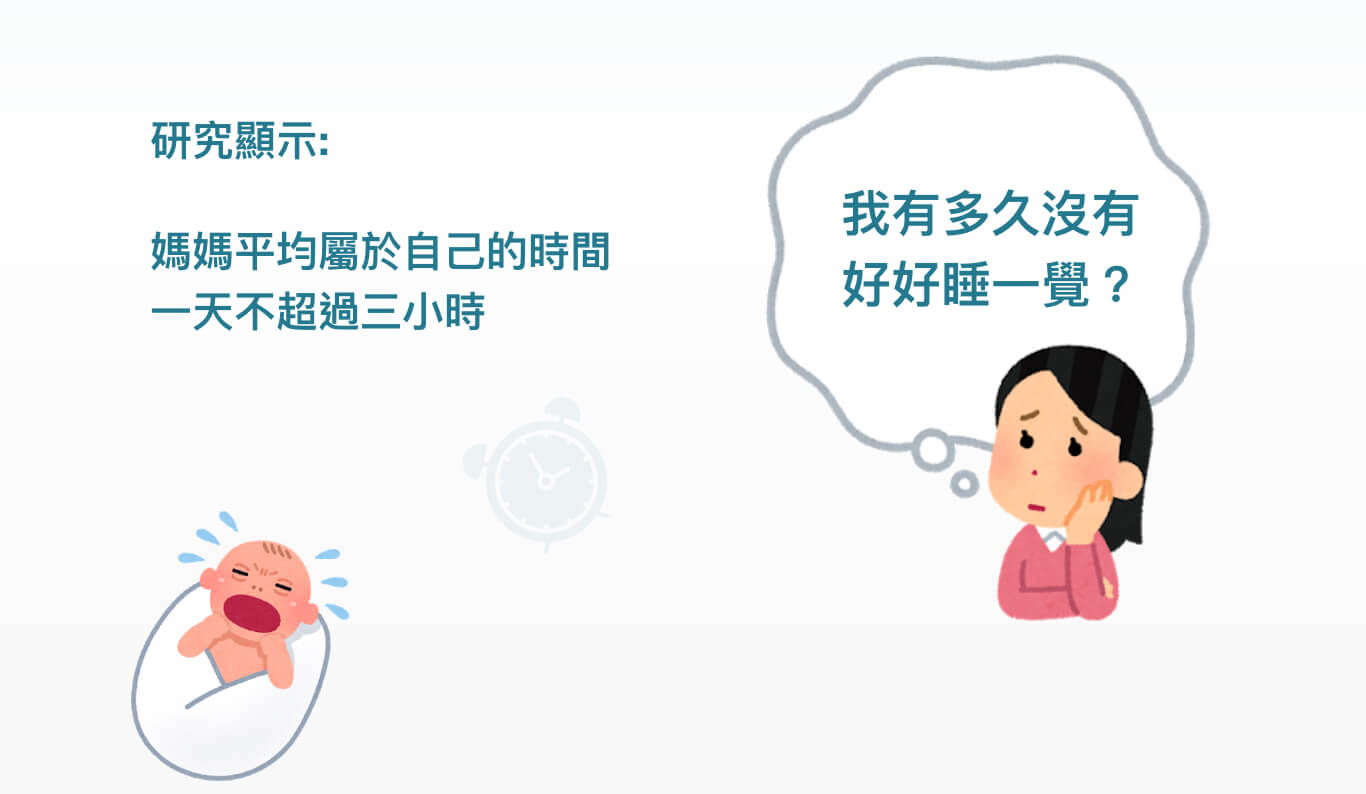 研究顯示:
媽媽平均屬於自己的時間
一天不超過三小時
我有多久沒有
好好睡一覺？